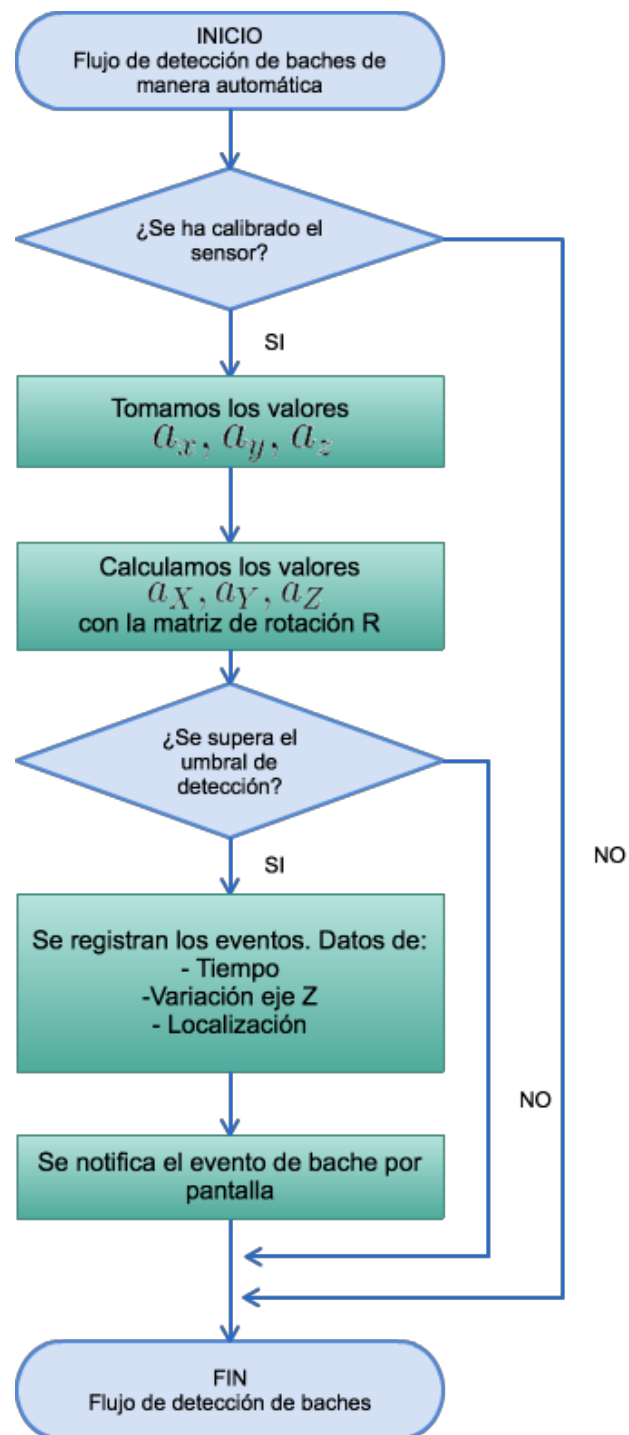 INICIO
Flujo de detección de baches de
manera automática
¿Se ha calibrado el
sensor?
SI
Tomamos los valores
a_x, a_y, a_z
Calculamos los valores
a_X, a_Y, a_Z
con la matriz de rotación R
¿Se supera el
umbral de
detección?
NO
SI
Se registran los eventos. Datos de:
- Tiempo
-Variación eje Z
- Localización
NO
Se notifica el evento de bache por
pantalla
FIN
Flujo de detección de baches